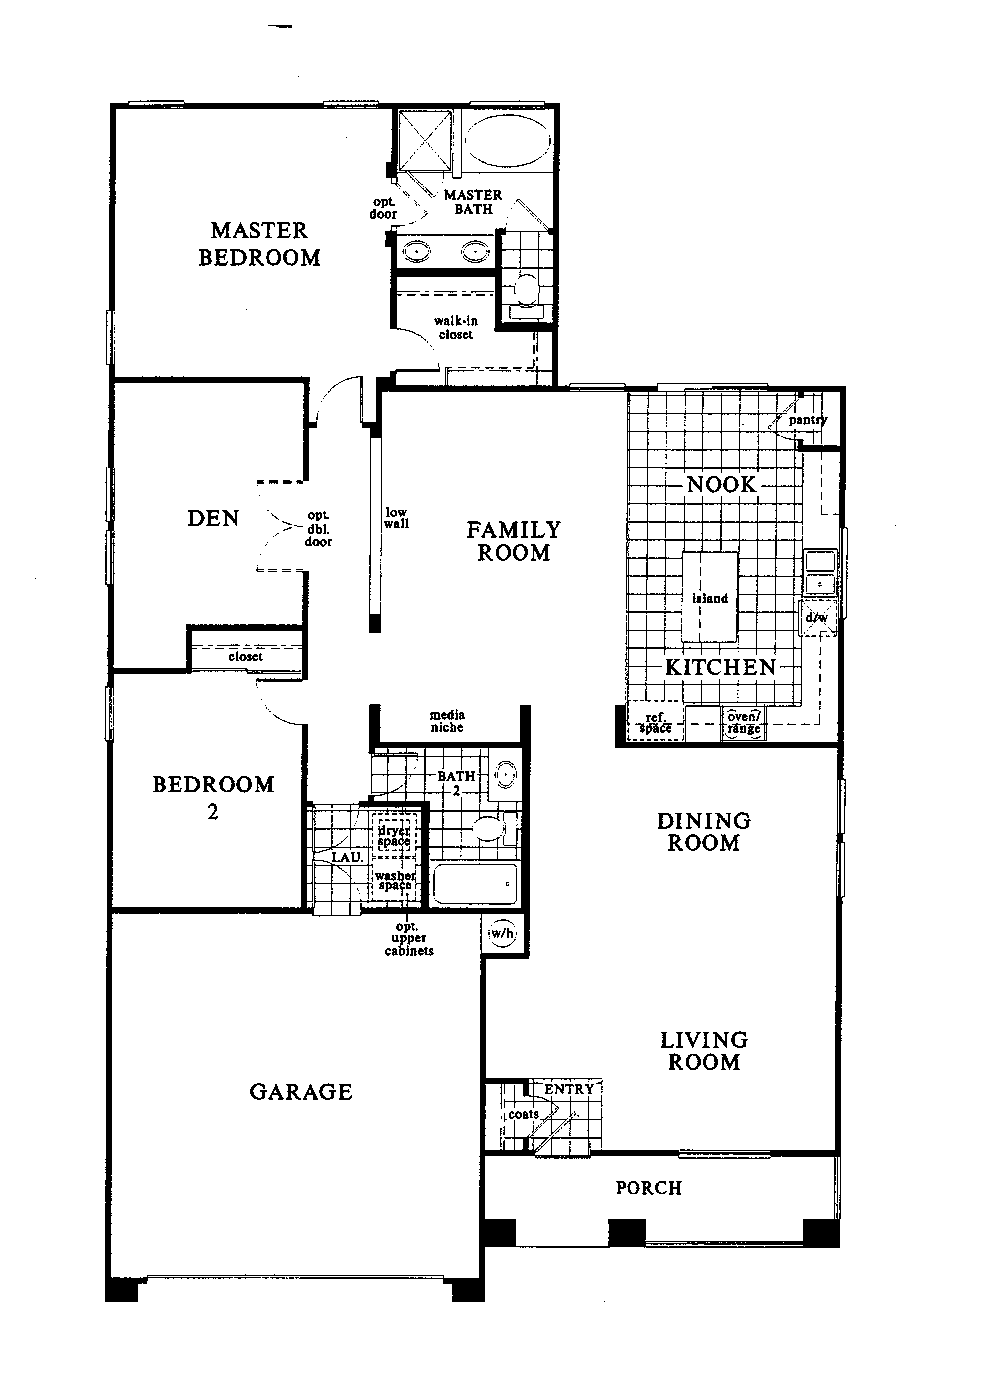 MASTER
BATH
opt.
door
MASTER
BEDROOM
walk-in
closet
pantry
NOOK
DEN
opt.
dbl.
door
low
wall
FAMILY
ROOM
island
d/w
closet
KITCHEN
media
niche
ref.
space
oven/
range
BEDROOM
2
BATH
2
DINING
ROOM
dryer
space
LAU.
washer
space
opt.
upper
cabinets
w/h
LIVING
ROOM
GARAGE
ENTRY
coats
PORCH